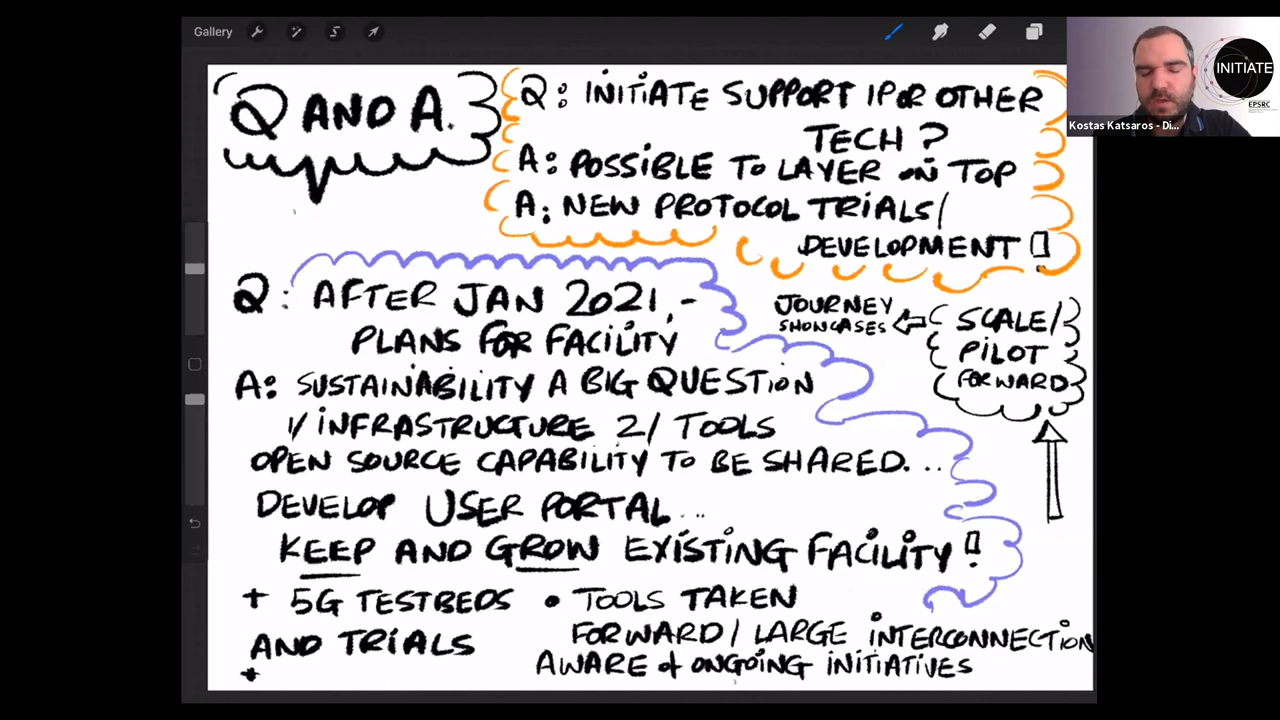 Gallery
INITIATE
EPSRC
Kostas Katsaros - Di...
Q AND A.
Q: INITIATE SUPPORT IP OR OTHER
TECH?
A: POSSIBLE TO LAYER ON TOP
A: NEW PROTOCOL TRIALS/
DEVELOPMENT!
Q: AFTER JAN 2021,-
PLANS FOR FACILITY
A: SUSTAINABILITY A BIG QUESTION
1/ INFRASTRUCTURE 2/ TOOLS
OPEN SOURCE CAPABILITY TO BE SHARED...
DEVELOP USER PORTAL...
KEEP AND GROW EXISTING FACILITY!
JOURNEY
SHOWCASES
SCALE/
PILOT
FORWARD
+ 5G TESTBEDS
AND TRIALS
+
• TOOLS TAKEN
FORWARD / LARGE INTERCONNECTION
AWARE of ONGOING INITIATIVES